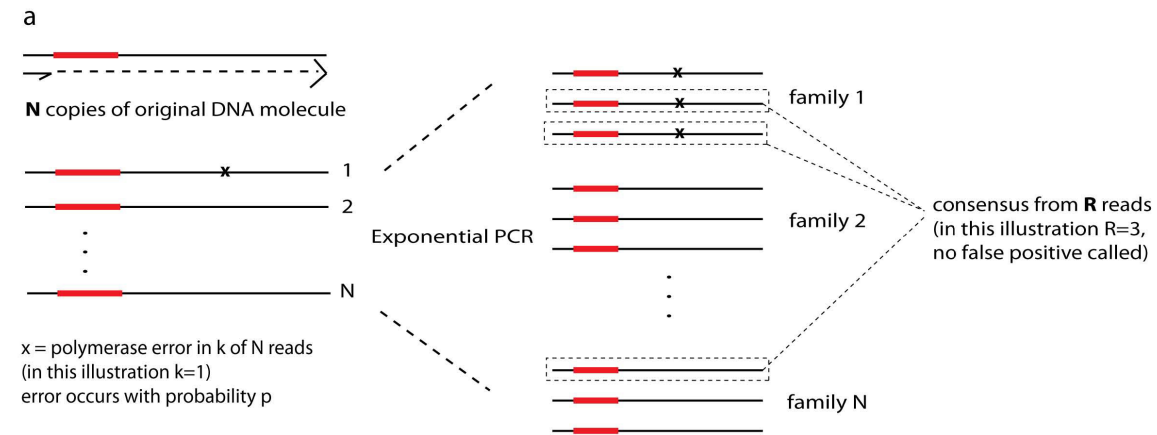 a
N copies of original DNA molecule
x
1
2
N
x = polymerase error in k of N reads
(in this illustration k=1)
error occurs with probability p
Exponential PCR
x
x
x
family 1
family 2
family N
consensus from R reads
(in this illustration R=3,
no false positive called)